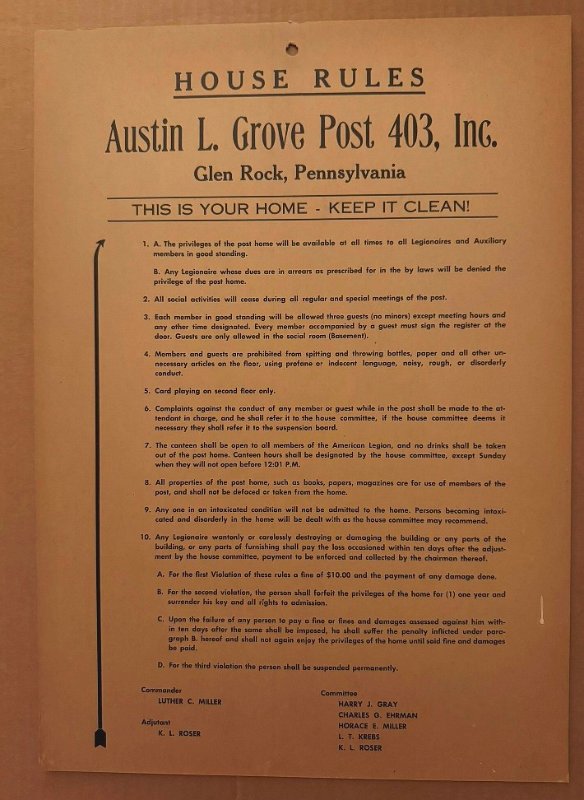 HOUSE RULES
Austin L. Grove Post 403, Inc.
Glen Rock, Pennsylvania
THIS IS YOUR HOME - KEEP IT CLEAN!
1. A. The privileges of the post home will be available at all times to all Legionaires and Auxiliary
members in good standing.
B. Any Legionaire whose dues are in arrears as prescribed for in the by laws will be denied the
privilege of the post home.
2. All social activities will cease during all regular and special meetings of the post.
3. Each member in good standing will be allowed three guests (no minors) except meeting hours and
any other time designated. Every member accompanied by a guest must sign the register at the
door. Guests are only allowed in the social room (Basement).
4. Members and guests are prohibited from spitting and throwing bottles, paper and all other un-
necessary articles on the floor, using profane or indecent language, noisy, rough, or disorderly
conduct.
5. Card playing on second floor only.
6. Complaints against the conduct of any member or guest while in the post shall be made to the at-
tendant in charge, and he shall refer it to the house committee, if the house committee deems it
necessary they shall refer it to the suspension board.
7. The canteen shall be open to all members of the American Legion, and no drinks shall be taken
out of the post home. Canteen hours shall be designated by the house committee, except Sunday
when they will not open before 12:01 P.M.
8. All properties of the post home, such as books, papers, magazines are for use of members of the
post, and shall not be defaced or taken from the home.
9. Any one in an intoxicated condition will not be admitted to the home. Persons becoming intoxi-
cated and disorderly in the home will be dealt with as the house committee may recommend.
10. Any Legionaire wantonly or carelessly destroying or damaging the building or any parts of the
building, or any parts of furnishing shall pay the loss occasioned within ten days after the adjust-
ment by the house committee, payment to be enforced and collected by the chairman thereof.
A. For the first Violation of these rules a fine of $10.00 and the payment of any damage done.
B. For the second violation, the person shall forfeit the privileges of the home for (1) one year and
surrender his key and all rights to admission.
C. Upon the failure of any person to pay a fine or fines and damages assessed against him with-
in ten days after the same shall be imposed, he shall suffer the penalty inflicted under para-
graph B. hereof and shall not again enjoy the privileges of the home until said fine and damages
be paid.
D. For the third violation the person shall be suspended permanently.
Commander
LUTHER C. MILLER
Adjutant
K. L. ROSER
Committee
HARRY J. GRAY
CHARLES G. EHRMAN
HORACE E. MILLER
L. T. KREBS
K. L. ROSER